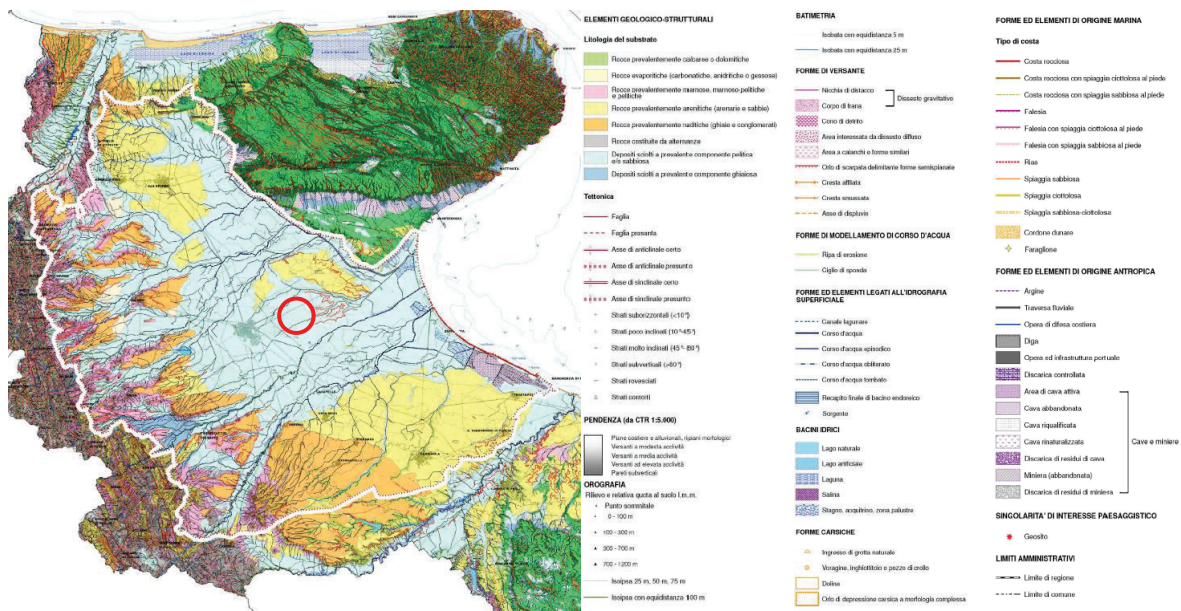 ELEMENTI GEOLOGICO-STRUTTURALI
Litologia del substrato
Rocce prevalentemente calcaree o dolomitiche
Rocce evaporitiche (carbonatiche, anidritiche o gessose)
Rocce prevalentemente marnose, marnoso-pelitiche
e pelitiche
Rocce prevalentemente arenitiche (arenarie e sabbie)
Rocce prevalentemente ruditiche (ghiaie e conglomerati)
Rocce costituite da alternanze
Depositi sciolti a prevalente componente pelitica
e/o sabbiosa
Depositi sciolti a prevalente componente ghiaiosa
Tettonica
Faglia
Faglia presunta
Asse di anticlinale certo
Asse di anticlinale presunto
Asse di sinclinale certo
Asse di sinclinale presunto
Strati suborizzontali (<10°)
Strati poco inclinati (10°-45°)
Strati molto inclinati (45°-80°)
Strati subverticali (>80°)
Strati rovesciati
Strati contorti
PENDENZA (da CTR 1:5.000)
Piane costiere e alluvionali, ripiani morfologici
Versanti a modesta acclività
Versanti a media acclività
Versanti ad elevata acclività
Pareti subverticali
OROGRAFIA
Rilievo e relativa quota al suolo l.m.m.
Punto sommitale
0 - 100 m
100 - 300 m
300 - 700 m
700 - 1200 m
Isoipsa 25 m, 50 m, 75 m
Isoipsa con equidistanza 100 m
BATIMETRIA
Isobata con equidistanza 5 m
Isobata con equidistanza 25 m
FORME DI VERSANTE
Nicchia di distacco
Corpo di frana
Dissesto gravitativo
Cono di detrito
Area interessata da dissesto diffuso
Area a calanchi e forme similari
Orlo di scarpata delimitante forme semispianate
Cresta affilata
Cresta smussata
Asse di displuvio
FORME DI MODELLAMENTO DI CORSO D'ACQUA
Ripa di erosione
Ciglio di sponda
FORME ED ELEMENTI LEGATI ALL'IDROGRAFIA
SUPERFICIALE
Canale lagunare
Corso d'acqua
Corso d'acqua episodico
Corso d'acqua obliterato
Corso d'acqua tombato
Recapito finale di bacino endoreico
Sorgente
BACINI IDRICI
Lago naturale
Lago artificiale
Laguna
Salina
Stagno, acquitrino, zona palustre
FORME CARSICHE
Ingresso di grotta naturale
Voragine, inghiottitoio o pozzo di crollo
Dolina
Orlo di depressione carsica a morfologia complessa
FORME ED ELEMENTI DI ORIGINE MARINA
Tipo di costa
Costa rocciosa
Costa rocciosa con spiaggia ciottolosa al piede
Costa rocciosa con spiaggia sabbiosa al piede
Falesia
Falesia con spiaggia ciottolosa al piede
Falesia con spiaggia sabbiosa al piede
Rias
Spiaggia sabbiosa
Spiaggia ciottolosa
Spiaggia sabbiosa-ciottolosa
Cordone dunare
Faraglione
FORME ED ELEMENTI DI ORIGINE ANTROPICA
Argine
Traversa fluviale
Opera di difesa costiera
Diga
Opera ed infrastruttura portuale
Discarica controllata
Area di cava attiva
Cava abbandonata
Cava riqualificata
Cava rinaturalizzata
Cave e miniere
Discarica di residui di cava
Miniera (abbandonata)
Discarica di residui di miniera
SINGOLARITA' DI INTERESSE PAESAGGISTICO
Geosito
LIMITI AMMINISTRATIVI
Limite di regione
Limite di comune